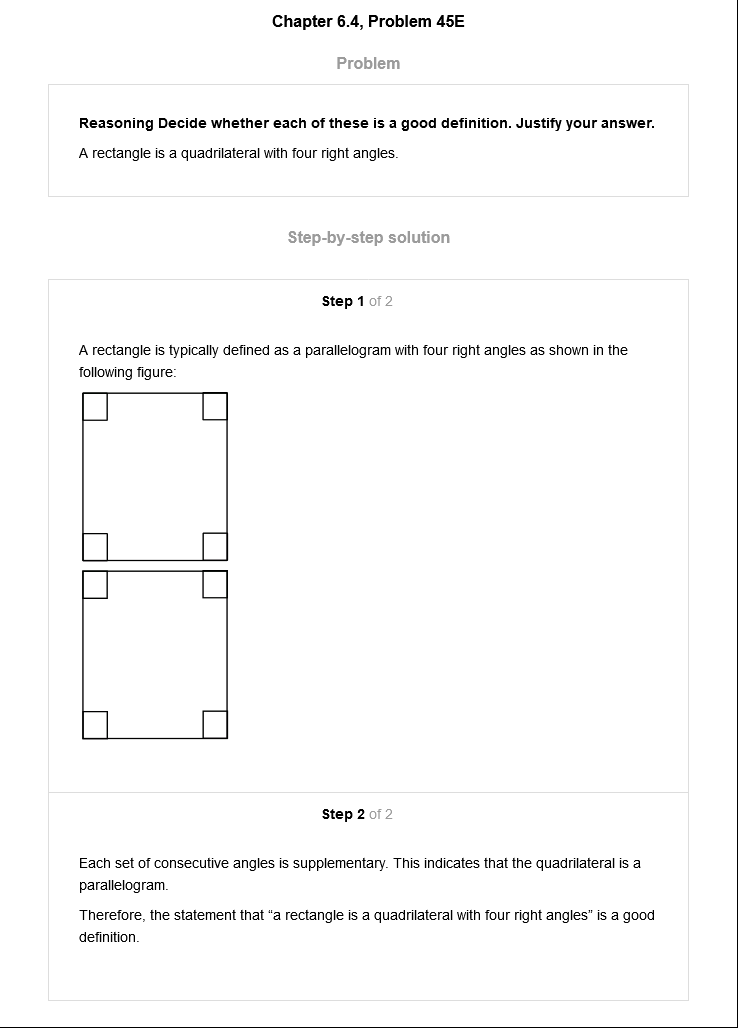 Chapter 6.4, Problem 45E
Problem
Reasoning Decide whether each of these is a good definition. Justify your answer.
A rectangle is a quadrilateral with four right angles.
Step-by-step solution
Step 1 of 2
A rectangle is typically defined as a parallelogram with four right angles as shown in the
following figure:
Step 2 of 2
Each set of consecutive angles is supplementary. This indicates that the quadrilateral is a
parallelogram.
Therefore, the statement that “a rectangle is a quadrilateral with four right angles” is a good
definition.